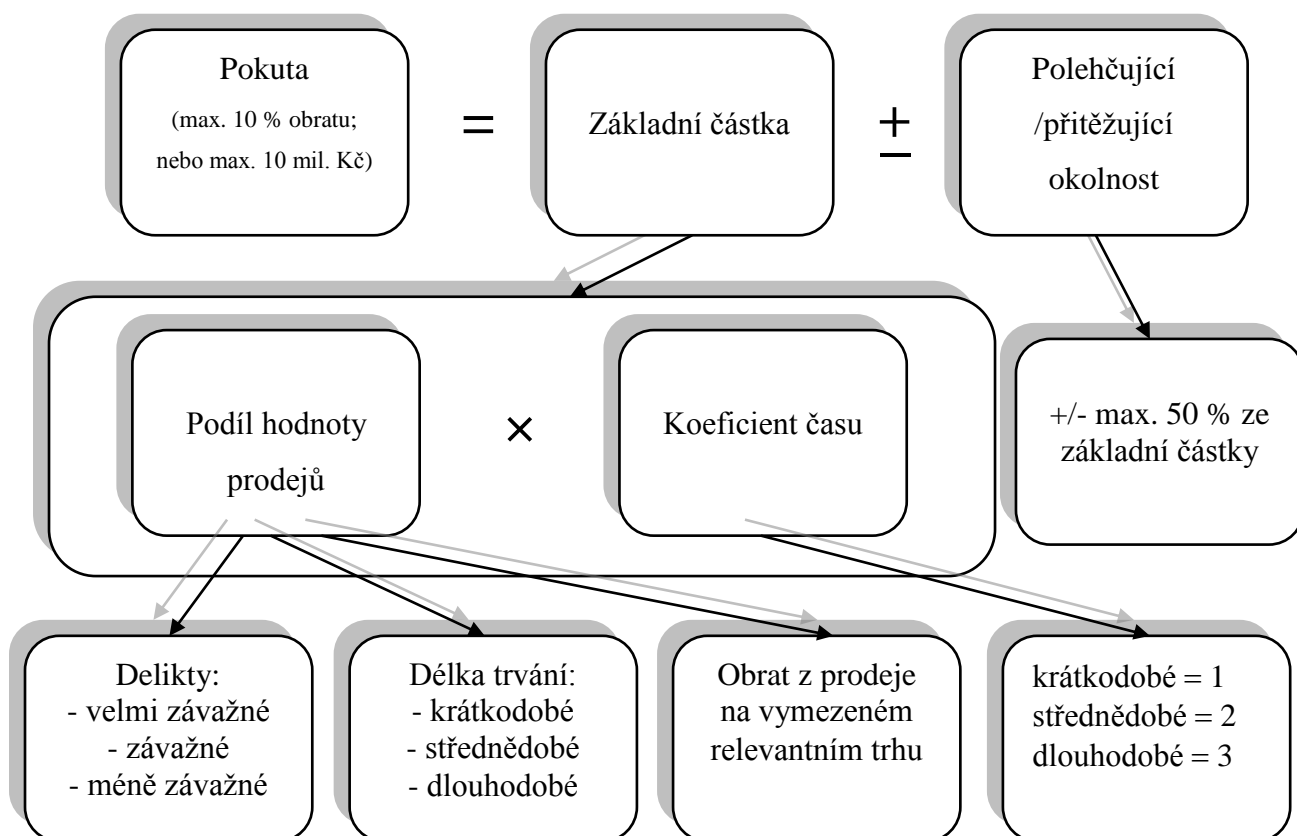 Pokuta
(max. 10 % obratu;
nebo max. 10 mil. Kč)
=
Základní částka
±
Polehčující
/přitěžující
okolnost
Podíl hodnoty
prodejů
×
Koeficient času
+/- max. 50 % ze
základní částky
Delikty:
- velmi závažné
- závažné
- méně závažné
Délka trvání:
- krátkodobé
- střednědobé
- dlouhodobé
Obrat z prodeje
na vymezeném
relevantním trhu
krátkodobé = 1
střednědobé = 2
dlouhodobé = 3